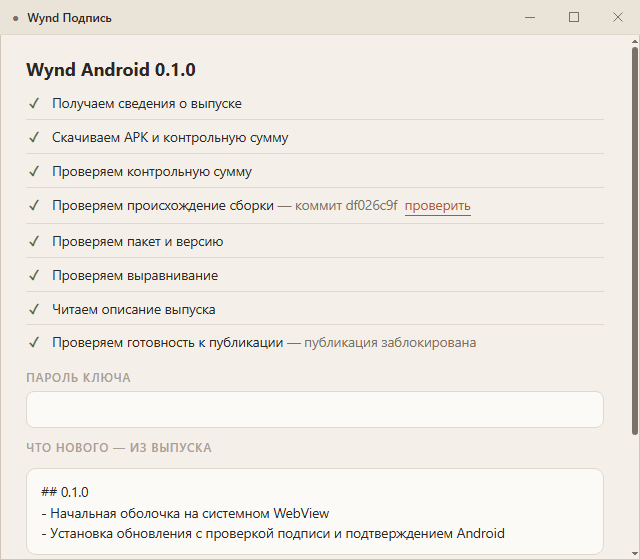 Wynd Подпись
Wynd Android 0.1.0
Получаем сведения о выпуске
Скачиваем APK и контрольную сумму
Проверяем контрольную сумму
Проверяем происхождение сборки — коммит df026c9f проверить
Проверяем пакет и версию
Проверяем выравнивание
Читаем описание выпуска
Проверяем готовность к публикации — публикация заблокирована
ПАРОЛЬ КЛЮЧА
ЧТО НОВОГО — ИЗ ВЫПУСКА
## 0.1.0
- Начальная оболочка на системном WebView
- Установка обновления с проверкой подписи и подтверждением Android